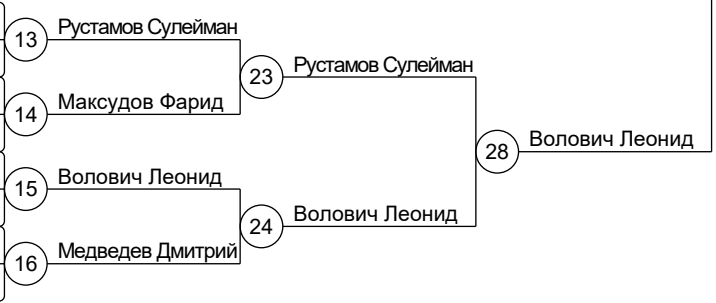 13 Рустамов Сулейман
23 Рустамов Сулейман
14 Максудов Фарид
28 Волович Леонид
15 Волович Леонид
24 Волович Леонид
16 Медведев Дмитрий